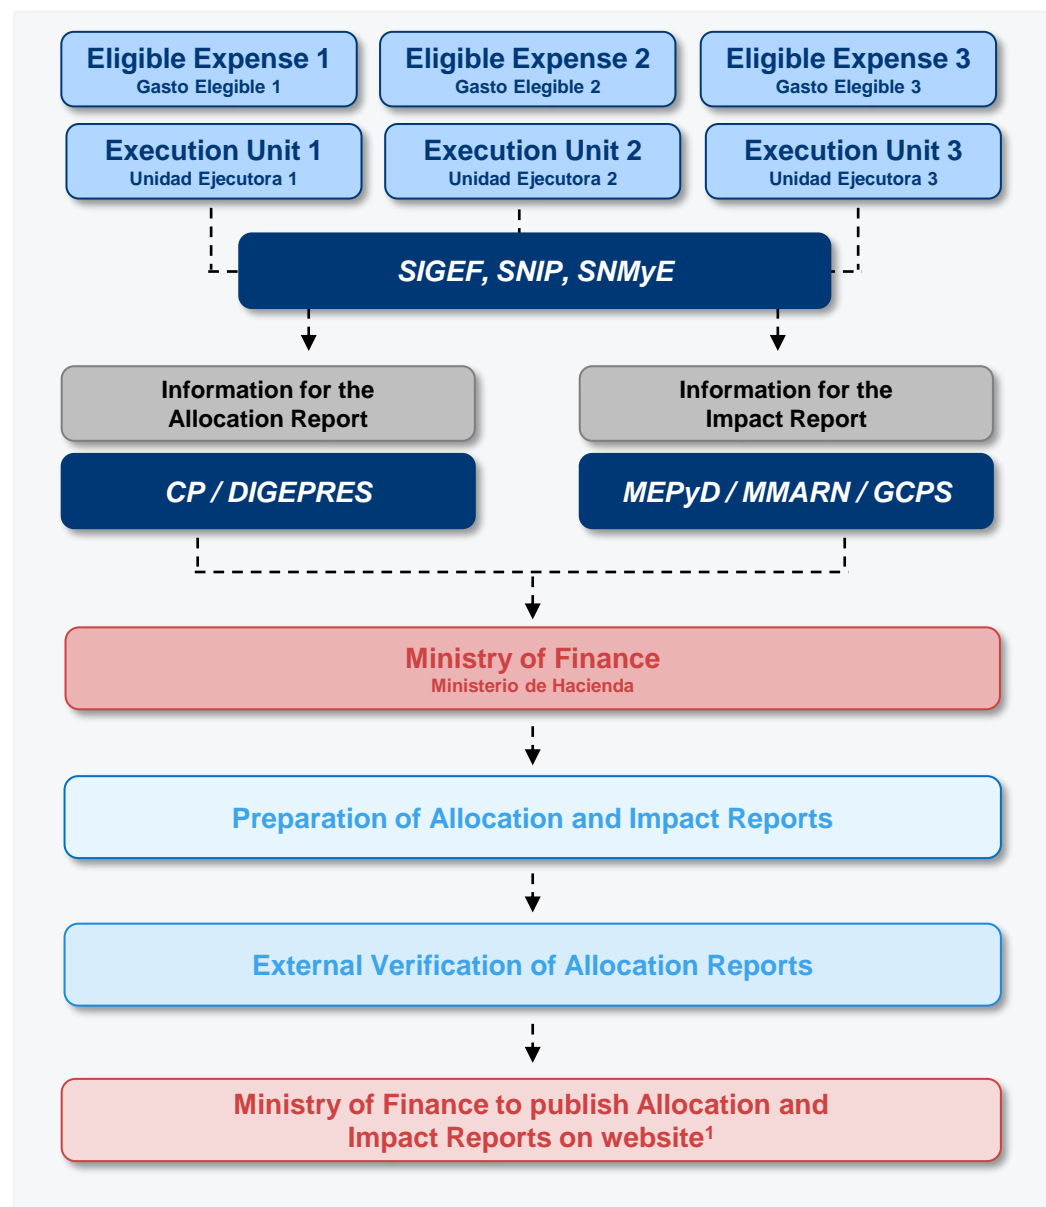 Eligible Expense 1
Gasto Elegible 1
Eligible Expense 2
Gasto Elegible 2
Eligible Expense 3
Gasto Elegible 3
Execution Unit 1
Unidad Ejecutora 1
Execution Unit 2
Unidad Ejecutora 2
Execution Unit 3
Unidad Ejecutora 3
SIGEF, SNIP, SNMyE
Information for the
Allocation Report
Information for the
Impact Report
CP / DIGEPRES
MEPyD / MMARN / GCPS
Ministry of Finance
Ministerio de Hacienda
Preparation of Allocation and Impact Reports
External Verification of Allocation Reports
Ministry of Finance to publish Allocation and
Impact Reports on website¹